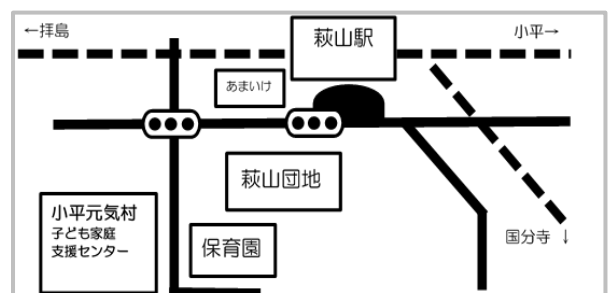 ←拝島
萩山駅
小平→
あまいけ
萩山団地
小平元気村
子ども家庭
支援センター
保育園
国分寺 ↓